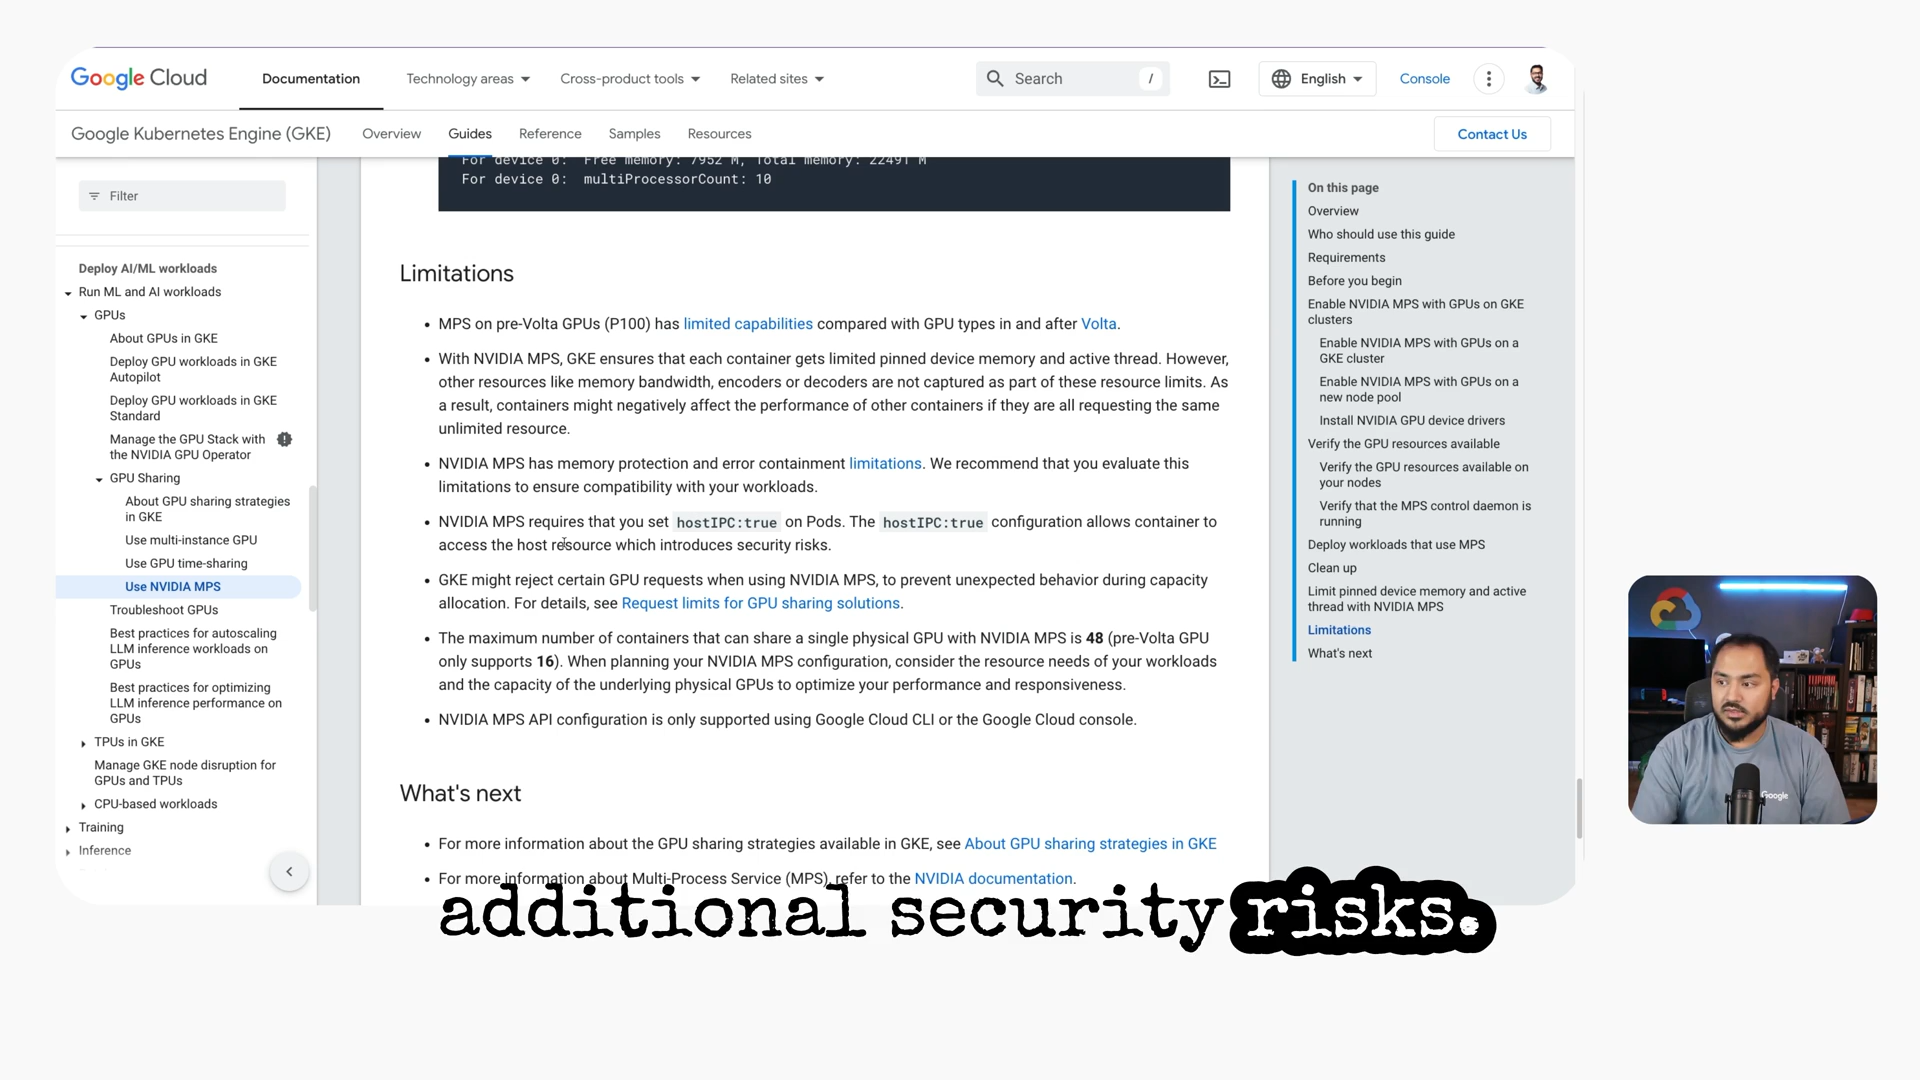 Google Cloud
Documentation
Technology areas
Cross-product tools
Related sites
Search
/
English
Console
Google Kubernetes Engine (GKE)
Overview
Guides
Reference
Samples
Resources
Contact Us
Filter
Deploy AI/ML workloads
Run ML and AI workloads
GPUs
About GPUs in GKE
Deploy GPU workloads in GKE
Autopilot
Deploy GPU workloads in GKE
Standard
Manage the GPU Stack with
the NVIDIA GPU Operator
GPU Sharing
About GPU sharing strategies
in GKE
Use multi-instance GPU
Use GPU time-sharing
Use NVIDIA MPS
Troubleshoot GPUs
Best practices for autoscaling
LLM inference workloads on
GPUs
Best practices for optimizing
LLM inference performance on
GPUs
TPUs in GKE
Manage GKE node disruption for
GPUs and TPUs
CPU-based workloads
Training
Inference
For device 0:  Free memory: 7952 M, Total memory: 22491 M
For device 0:  multiProcessorCount: 10
Limitations
• MPS on pre-Volta GPUs (P100) has limited capabilities compared with GPU types in and after Volta.
• With NVIDIA MPS, GKE ensures that each container gets limited pinned device memory and active thread. However,
other resources like memory bandwidth, encoders or decoders are not captured as part of these resource limits. As
a result, containers might negatively affect the performance of other containers if they are all requesting the same
unlimited resource.
• NVIDIA MPS has memory protection and error containment limitations. We recommend that you evaluate this
limitations to ensure compatibility with your workloads.
• NVIDIA MPS requires that you set hostIPC:true on Pods. The hostIPC:true configuration allows container to
access the host resource which introduces security risks.
• GKE might reject certain GPU requests when using NVIDIA MPS, to prevent unexpected behavior during capacity
allocation. For details, see Request limits for GPU sharing solutions.
• The maximum number of containers that can share a single physical GPU with NVIDIA MPS is 48 (pre-Volta GPU
only supports 16). When planning your NVIDIA MPS configuration, consider the resource needs of your workloads
and the capacity of the underlying physical GPUs to optimize your performance and responsiveness.
• NVIDIA MPS API configuration is only supported using Google Cloud CLI or the Google Cloud console.
What's next
• For more information about the GPU sharing strategies available in GKE, see About GPU sharing strategies in GKE
• For more information about Multi-Process Service (MPS), refer to the NVIDIA documentation.
On this page
Overview
Who should use this guide
Requirements
Before you begin
Enable NVIDIA MPS with GPUs on GKE
clusters
Enable NVIDIA MPS with GPUs on a
GKE cluster
Enable NVIDIA MPS with GPUs on a
new node pool
Install NVIDIA GPU device drivers
Verify the GPU resources available
Verify the GPU resources available on
your nodes
Verify that the MPS control daemon is
running
Deploy workloads that use MPS
Clean up
Limit pinned device memory and active
thread with NVIDIA MPS
Limitations
What's next
Google
additional security risks.